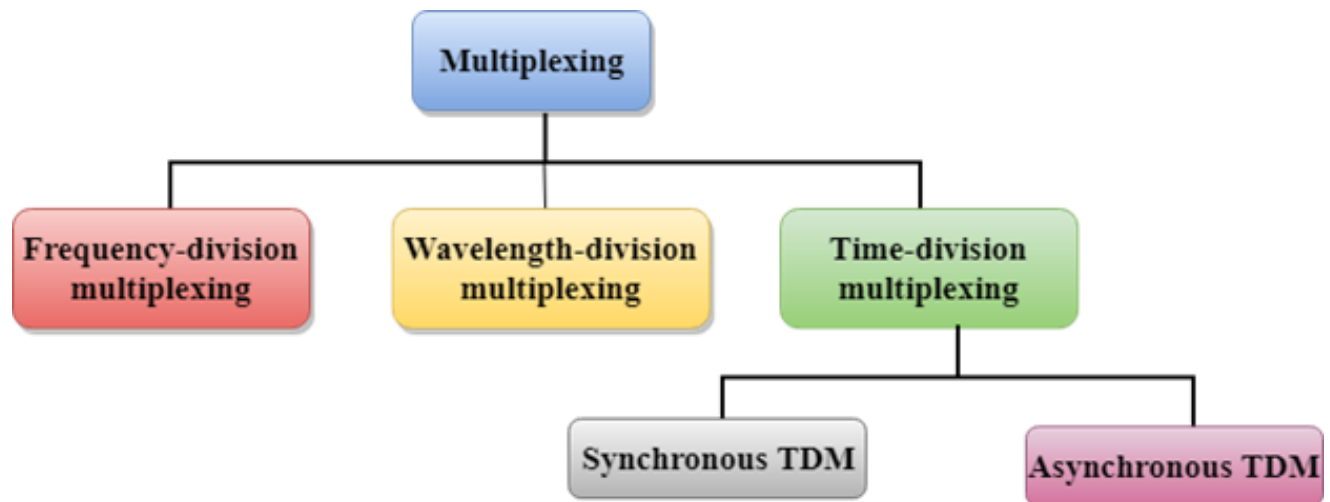 Multiplexing
Frequency-division
multiplexing
Wavelength-division
multiplexing
Time-division
multiplexing
Synchronous TDM
Asynchronous TDM